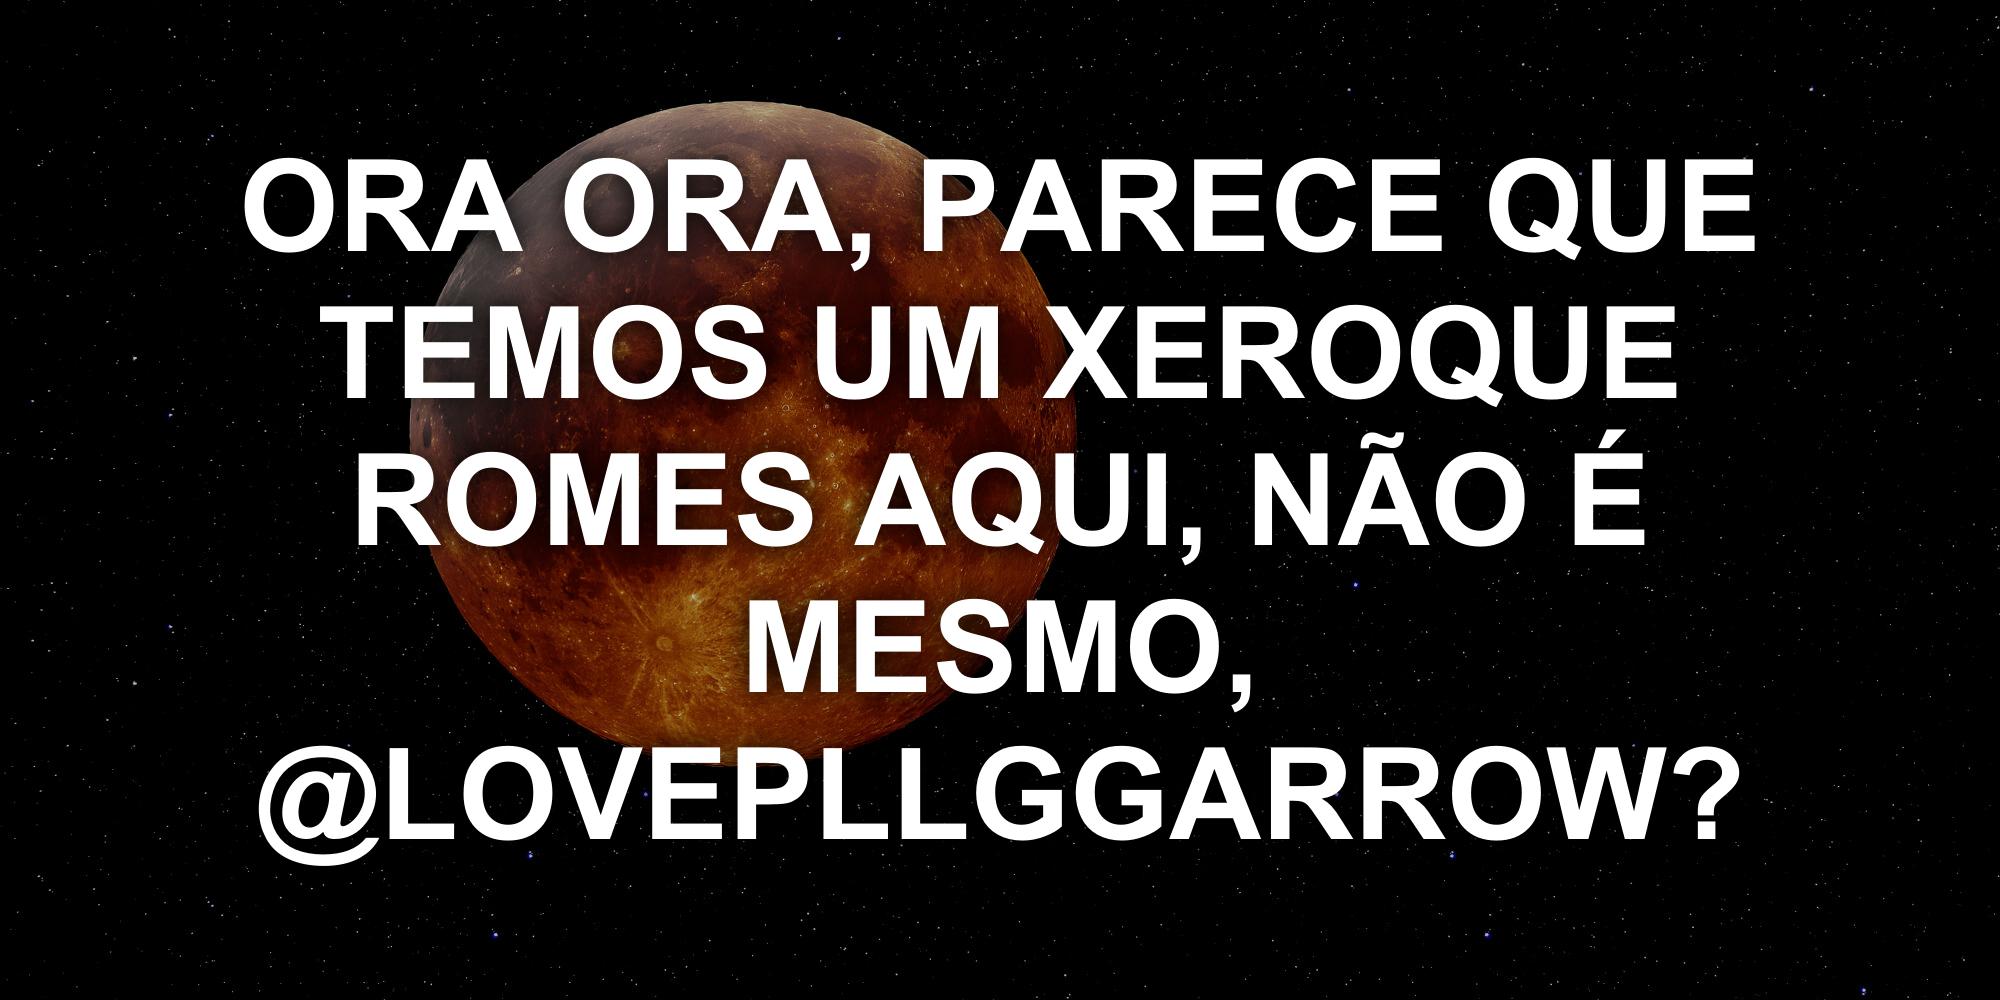 ORA ORA, PARECE QUE
TEMOS UM XEROQUE
ROMES AQUI, NÃO É
MESMO,
@LOVEPLLGGARROW?